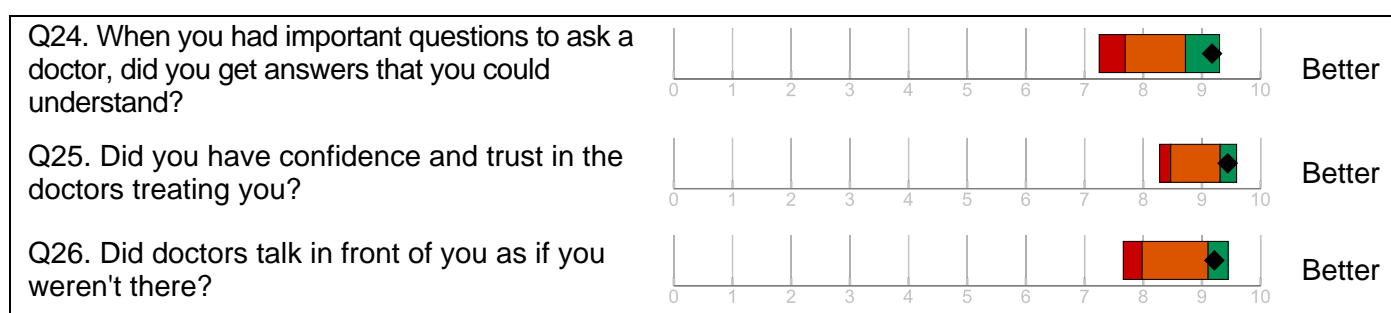 Q24. When you had important questions to ask a
doctor, did you get answers that you could
understand?
0 1 2 3 4 5 6 7 8 9 10
Better
Q25. Did you have confidence and trust in the
doctors treating you?
0 1 2 3 4 5 6 7 8 9 10
Better
Q26. Did doctors talk in front of you as if you
weren't there?
0 1 2 3 4 5 6 7 8 9 10
Better